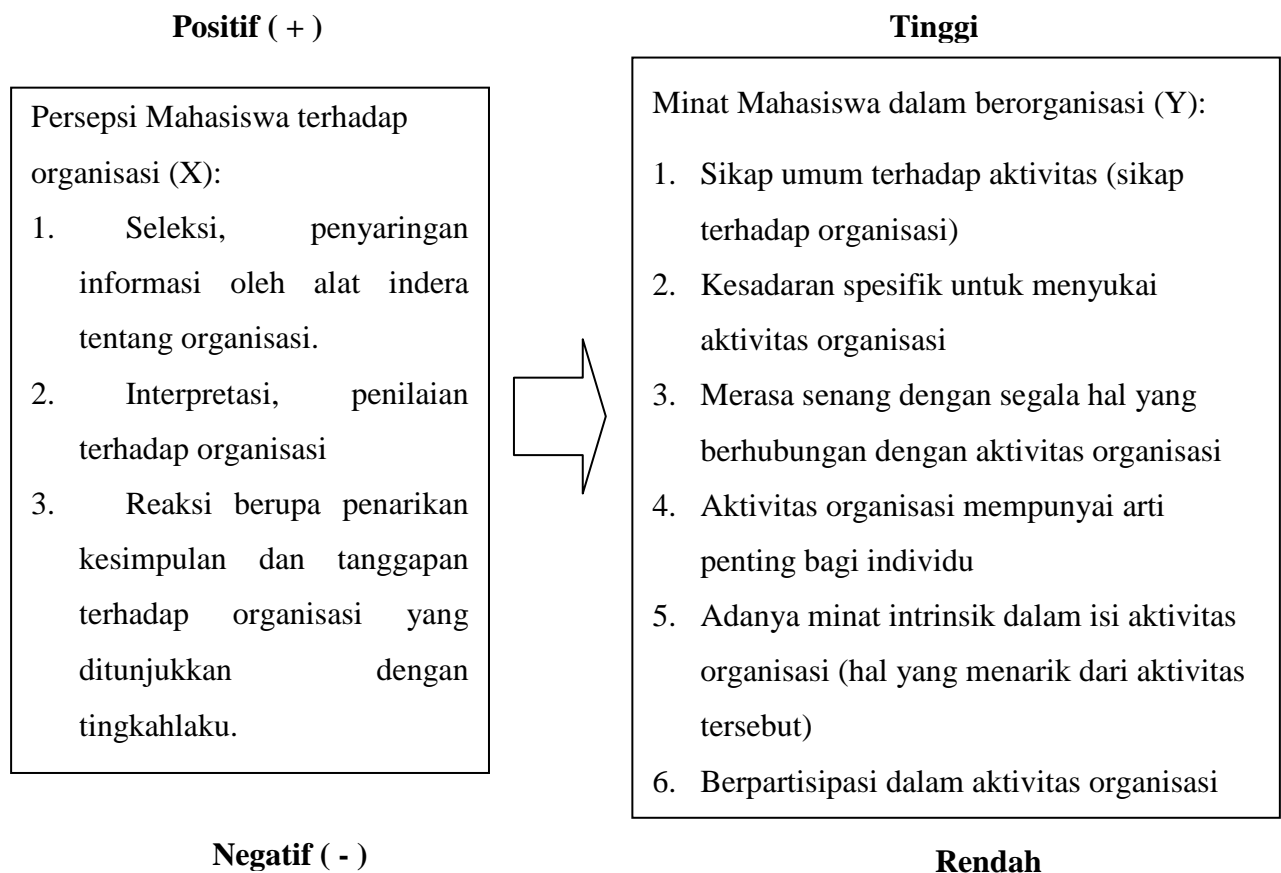 Positif ( + )
Persepsi Mahasiswa terhadap
organisasi (X):
1. Seleksi, penyaringan
informasi oleh alat indera
tentang organisasi.
2. Interpretasi, penilaian
terhadap organisasi
3. Reaksi berupa penarikan
kesimpulan dan tanggapan
terhadap organisasi yang
ditunjukkan dengan
tingkahlaku.
Negatif ( - )
Tinggi
Minat Mahasiswa dalam berorganisasi (Y):
1. Sikap umum terhadap aktivitas (sikap
terhadap organisasi)
2. Kesadaran spesifik untuk menyukai
aktivitas organisasi
3. Merasa senang dengan segala hal yang
berhubungan dengan aktivitas organisasi
4. Aktivitas organisasi mempunyai arti
penting bagi individu
5. Adanya minat intrinsik dalam isi aktivitas
organisasi (hal yang menarik dari aktivitas
tersebut)
6. Berpartisipasi dalam aktivitas organisasi
Rendah